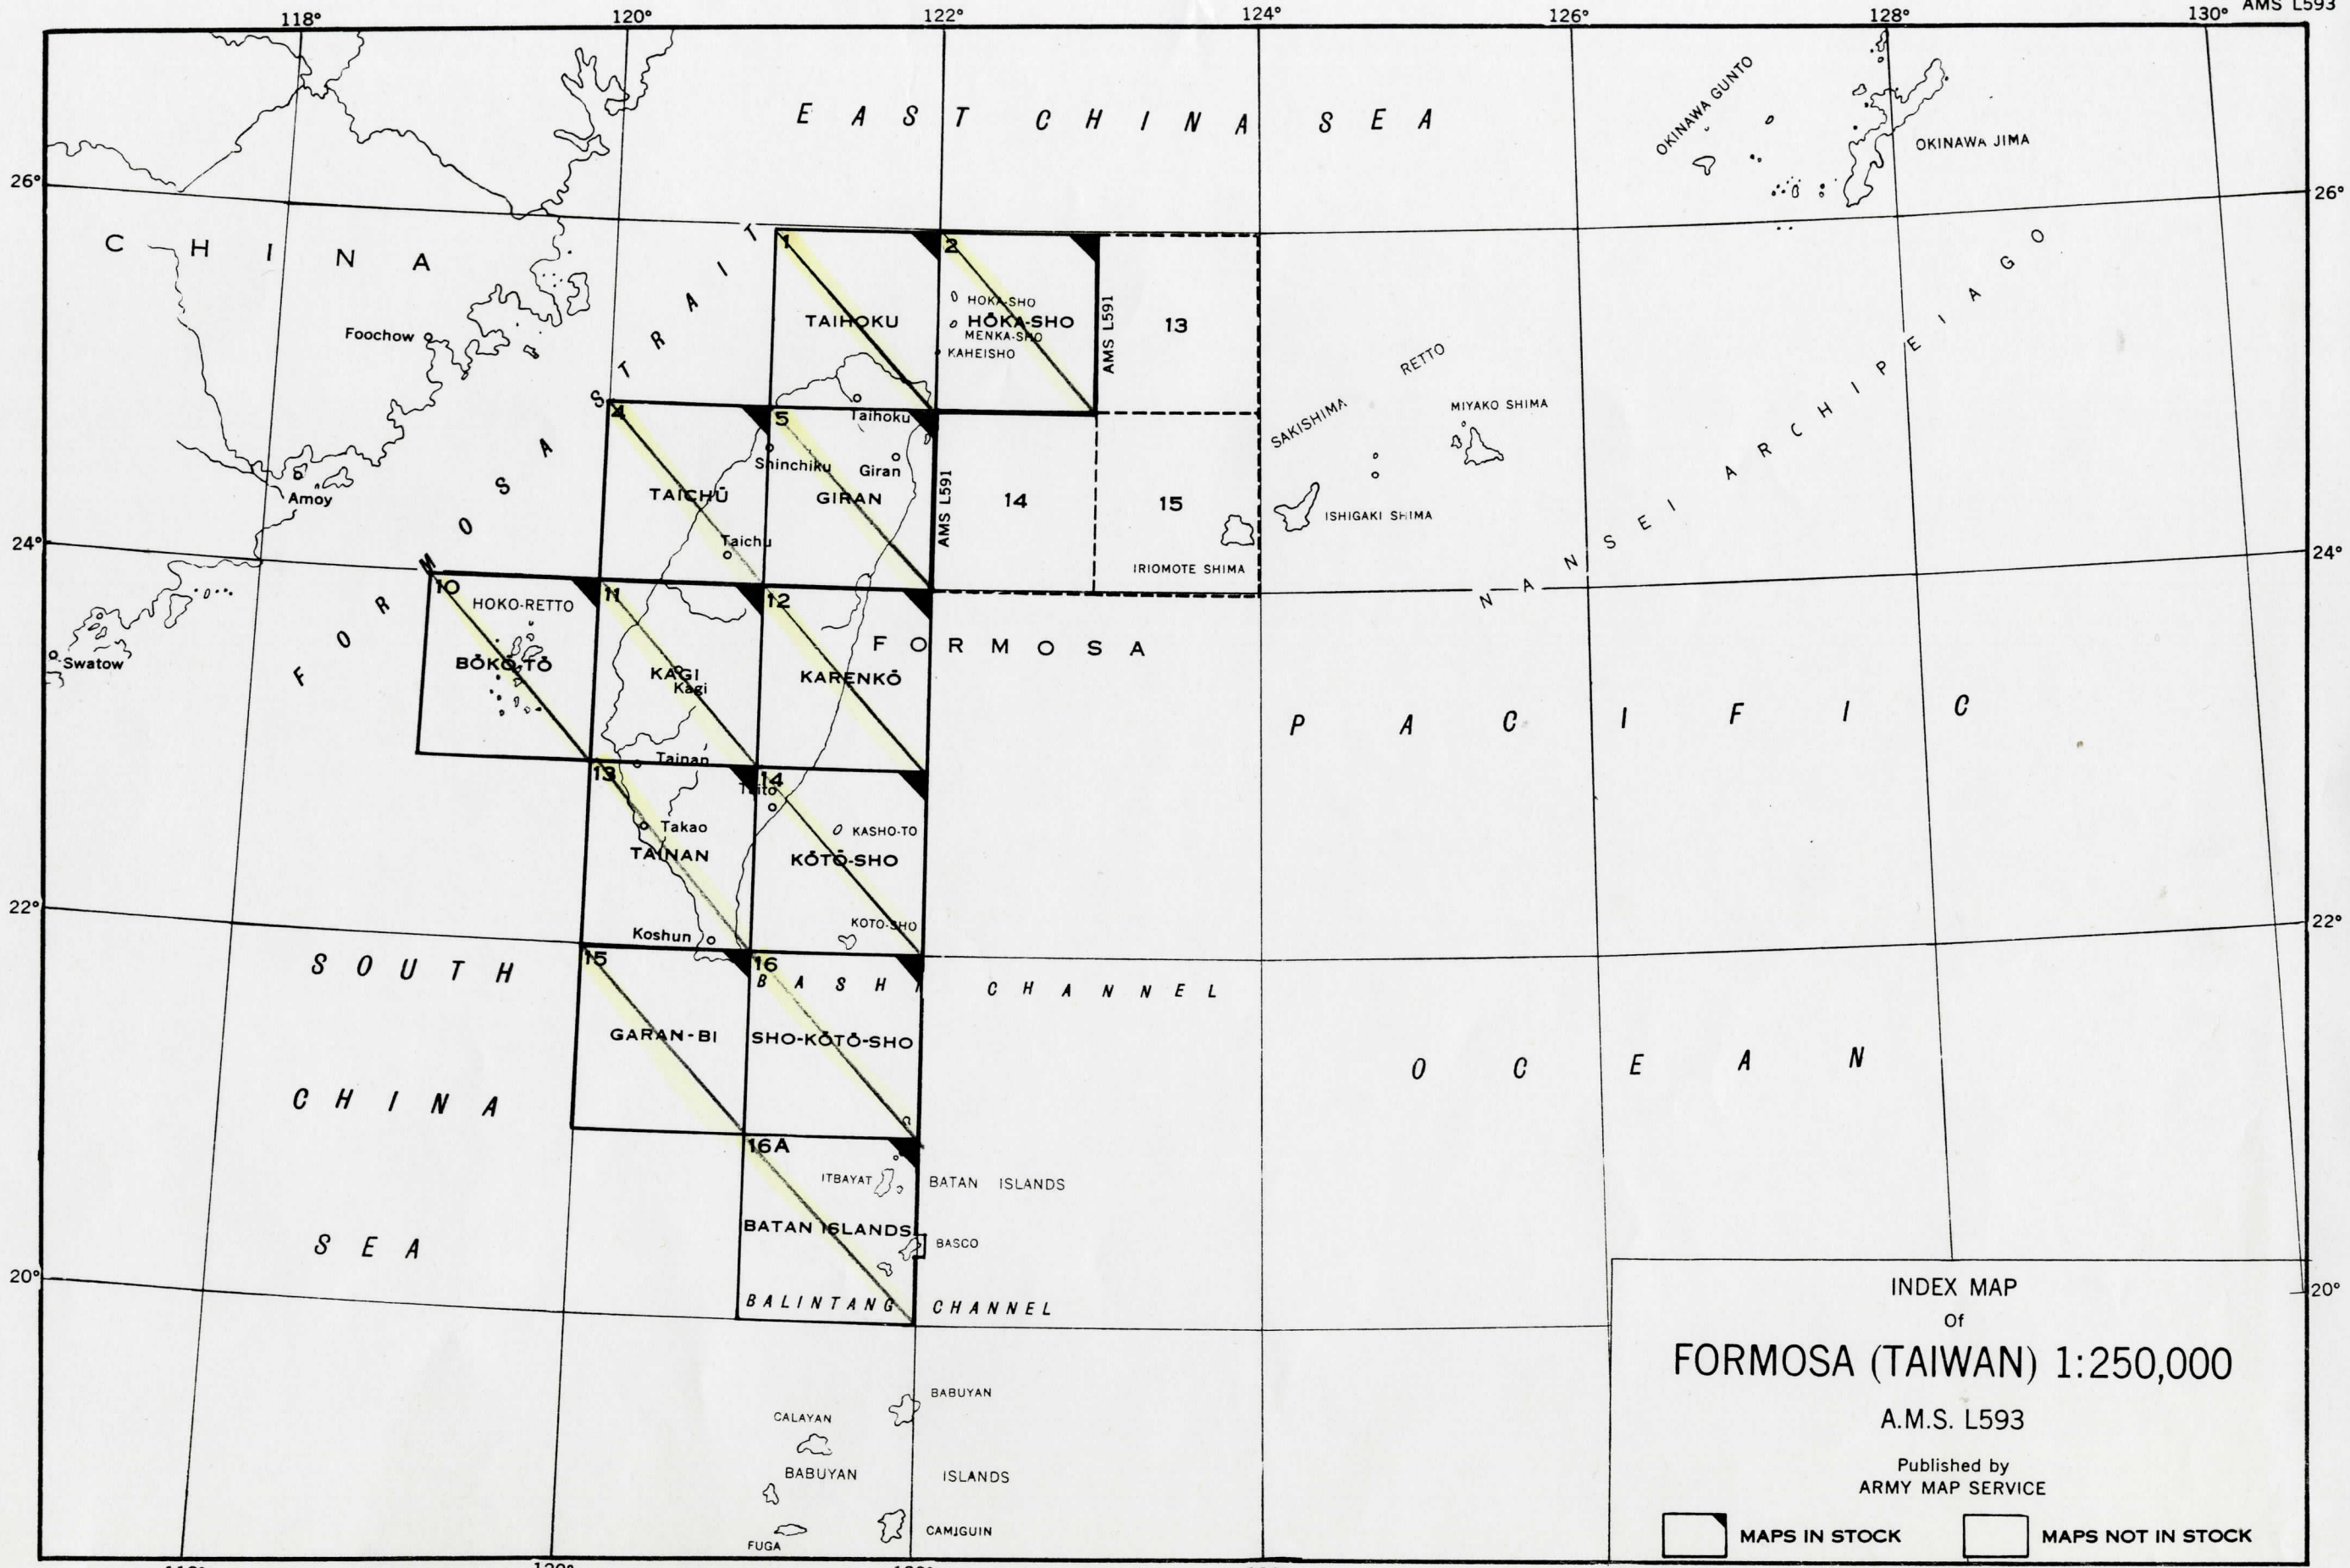 AMS L593
118° 120° 122° 124° 126° 128° 130°
EAST CHINA SEA
OKINAWA GUNTO
OKINAWA JIMA
26° 26°
CHINA
FORMOSA STRAIT
1
TAIHOKU
2
HOKA-SHO
HŌKA-SHO
MENKA-SHO
KAHEISHO
AMS L591
13
Foochow
Taihoku
4
TAICHŪ
Taichu
5
Shinchiku
Giran
GIRAN
AMS L591
14
15
IRIOMOTE SHIMA
SAKISHIMA RETTO
MIYAKO SHIMA
ISHIGAKI SHIMA
NANSEI ARCHIPEIAGO
Amoy
24° 24°
Swatow
10
HOKO-RETTO
BŌKO-TŌ
11
KAGI
Kagi
12
KARENKŌ
FORMOSA
PACIFIC
Tainan
13
Takao
TAINAN
Koshun
14
Taito
KASHO-TO
KŌTŌ-SHO
KOTO-SHO
22° 22°
SOUTH
CHINA
SEA
15
GARAN-BI
16
BASHI CHANNEL
SHO-KŌTŌ-SHO
OCEAN
16A
ITBAYAT
BATAN ISLANDS
BATAN ISLANDS
BASCO
BALINTANG CHANNEL
20° 20°
BABUYAN
CALAYAN
BABUYAN ISLANDS
CAMIGUIN
FUGA
INDEX MAP
Of
FORMOSA (TAIWAN) 1:250,000
A.M.S. L593
Published by
ARMY MAP SERVICE
MAPS IN STOCK
MAPS NOT IN STOCK